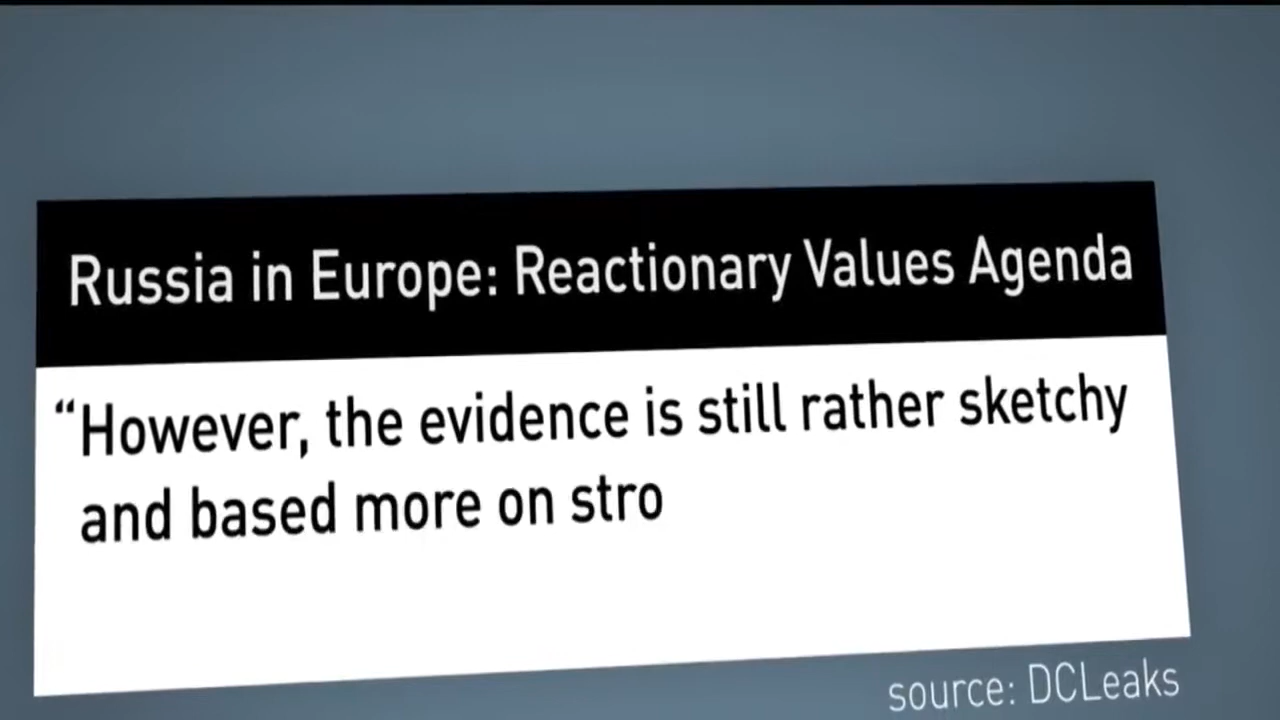 Russia in Europe: Reactionary Values Agenda
“However, the evidence is still rather sketchy
and based more on stro
source: DCLeaks